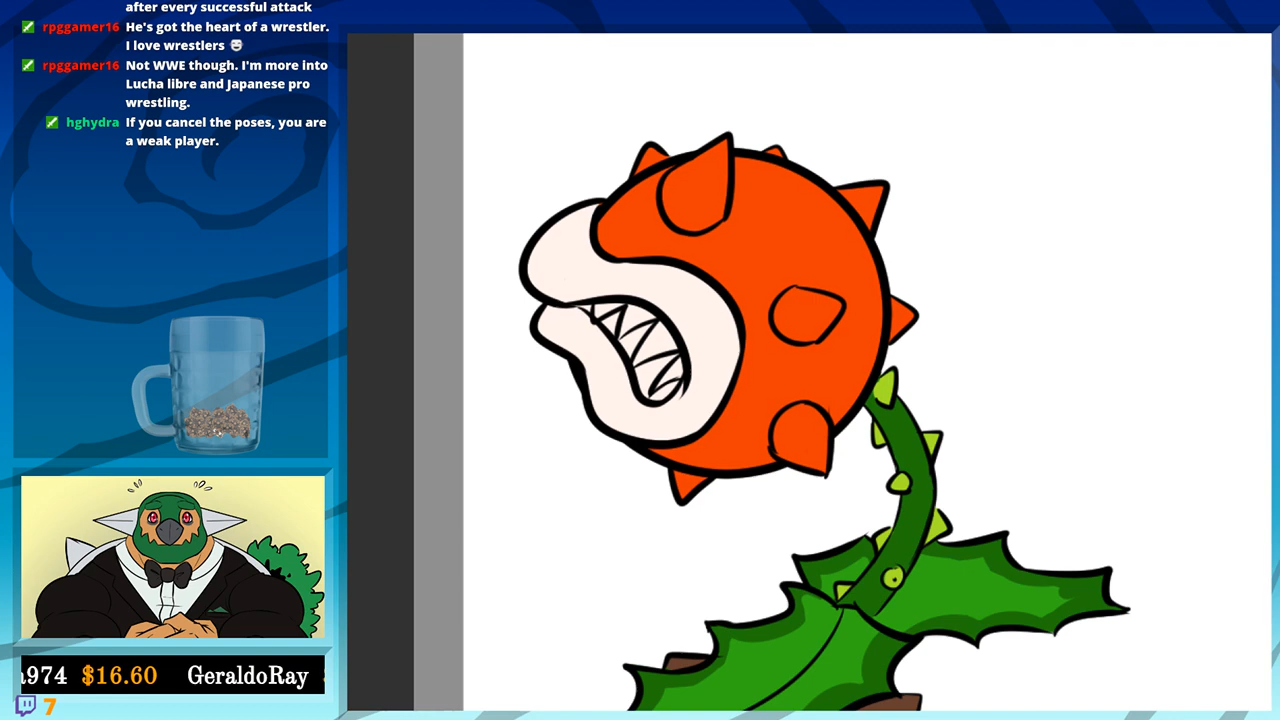 after every successful attack
rpggamer16 He's got the heart of a wrestler.
I love wrestlers
rpggamer16 Not WWE though. I'm more into
Lucha libre and Japanese pro
wrestling.
hghydra If you cancel the poses, you are
a weak player.
974 $16.60 GeraldoRay
7